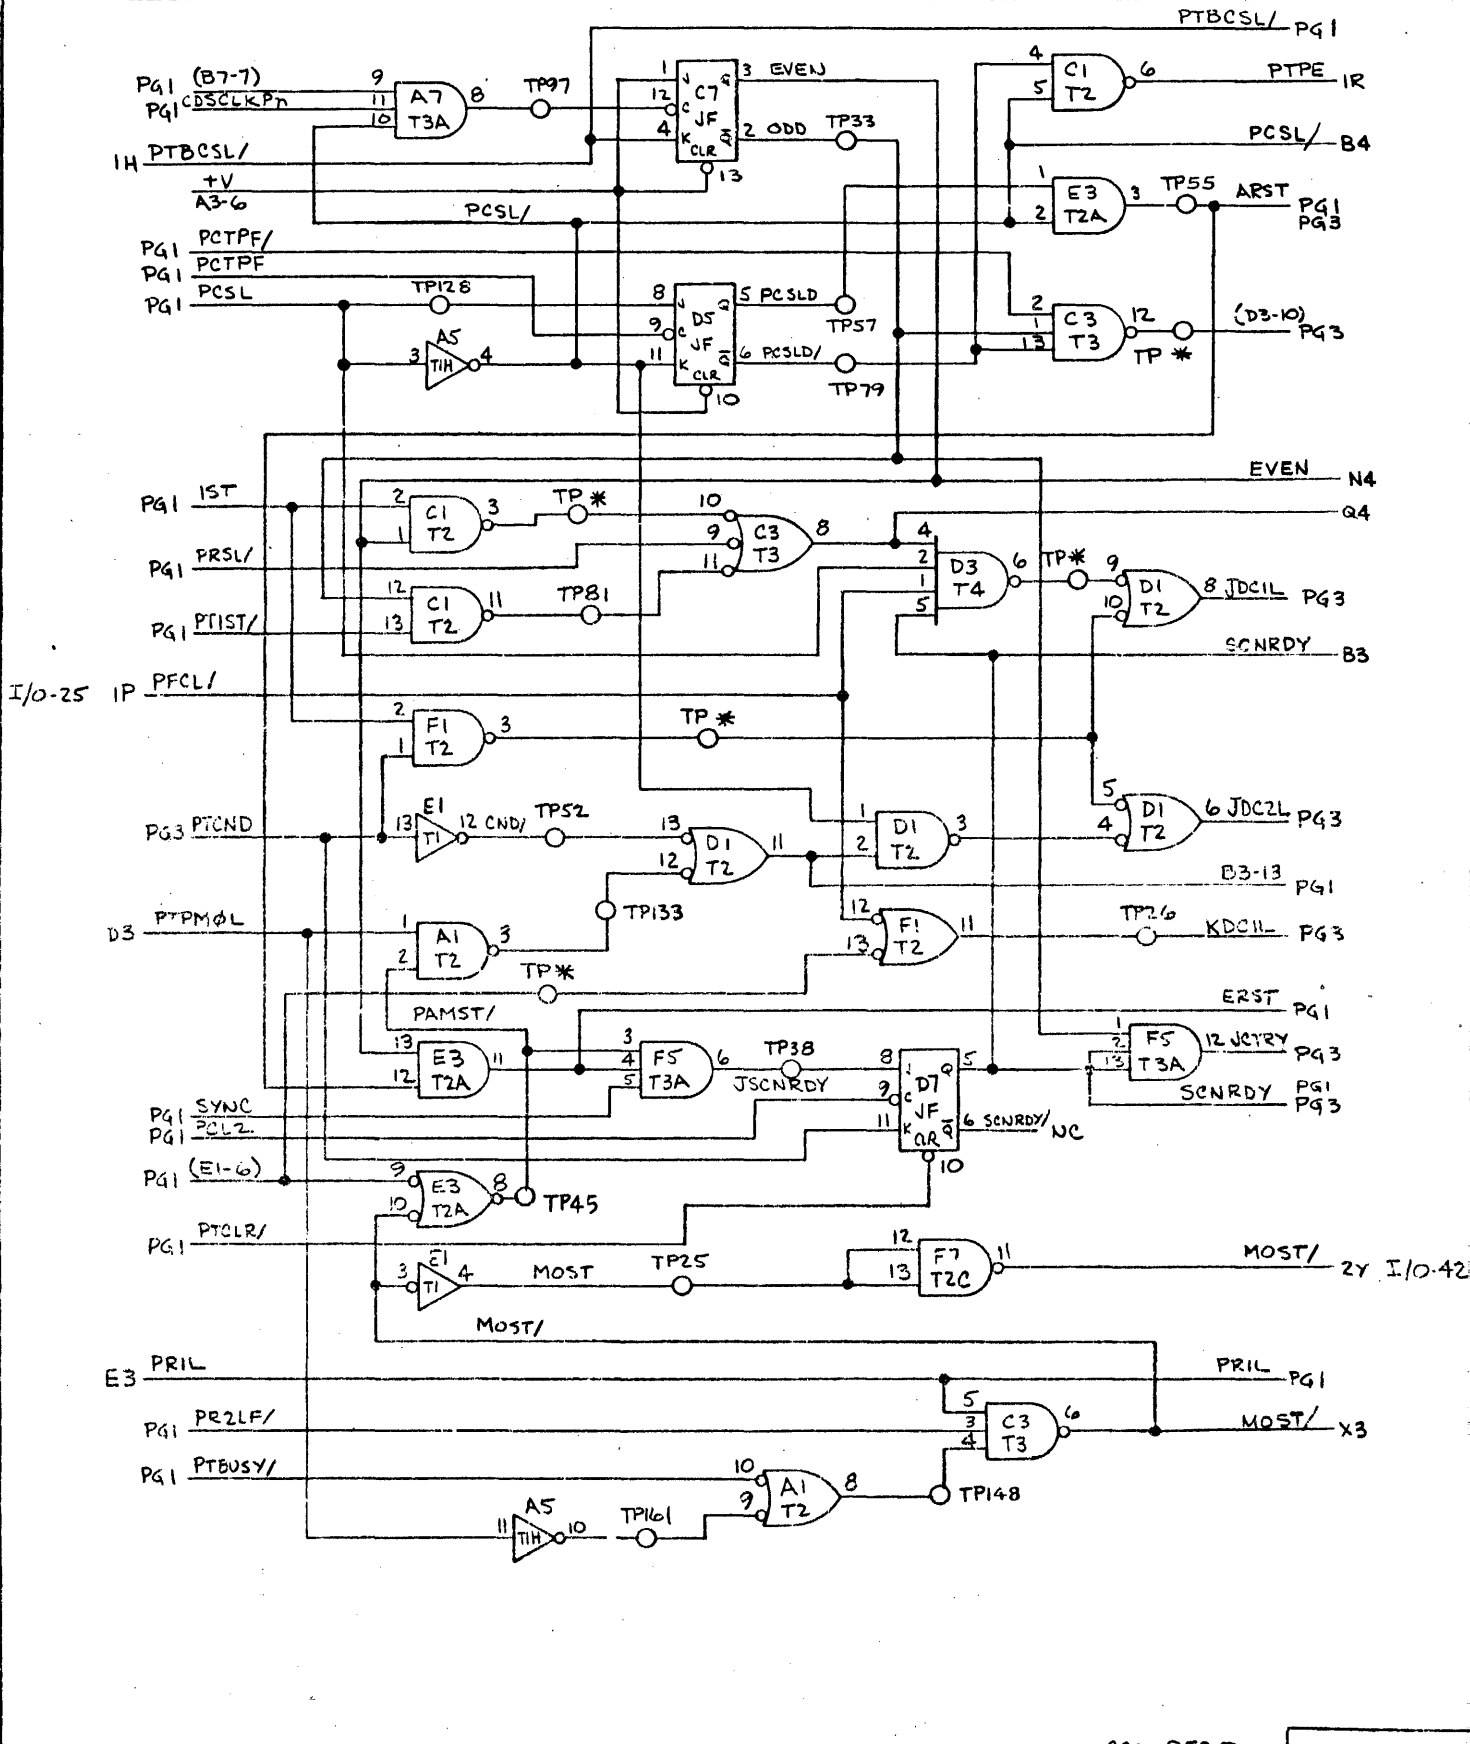 PTBCSL/ PG1
PG1 (B7-7) 9 A7 T3A 8 TP97 1 J C7 Q 3 EVEN 4 C1 T2 6 PTPE 1R
PG1 CDSCLKPn 11 12 C JF 5
10 4 K Q̅ 2 ODD TP33 PCSL/ B4
1H PTBCSL/ CLR 13
+V
A3-6 1 E3 T2A 3 TP55 ARST PG1
PCSL/ 2 PG3
PG1 PCTPF/
PG1 PCTPF
PG1 PCSL TP128 8 J D5 Q 5 PCSLD TP57 2 C3 T3 12 (D3-10) PG3
9 C JF 1 TP *
A5 3 T1H 4 11 K Q̅ 6 PCSLD/ TP79 13
CLR 10
EVEN N4
PG1 IST 2 C1 T2 3 TP * 10 C3 T3 8 Q4
1 9 4 D3 T4 6 TP* 9 D1 T2 8 JDC1L PG3
PG1 PRSL/ 11 2
12 C1 T2 11 TP81 1 10
PG1 PTIST/ 13 5
SCNRDY B3
I/O-25 1P PFCL/
2 F1 T2 3 TP *
1
PG3 PTCND 13 E1 T1 12 CND/ TP52 13 D1 T2 11 1 D1 T2 3 5 D1 T2 6 JDC2L PG3
12 2 4
B3-13 PG1
D3 PTPMØL 1 A1 T2 3 TP133 12 F1 T2 11 TP26 KDC1L PG3
2 13
TP*
PAMST/ ERST PG1
13 E3 T2A 11 3 F5 T3A 6 TP38 8 J D7 Q 5 1 F5 T3A 12 JCTRY PG3
12 4 JSCNRDY 9 C JF 2
5 11 K Q̅ 6 SCNRDY/ NC 13
PG1 SYNC SCNRDY PG1
PG1 PCL2 CLR 10 PG3
PG1 (E1-6) 9 E3 T2A 8 TP45
10
PG1 PTCLR/
3 E1 T1 4 MOST TP25 12 F7 T2C 11 MOST/ 2Y I/O-42
13
MOST/
E3 PR1L PR1L PG1
PG1 PR2LF/ 5 C3 T3 6 MOST/ X3
3
4
PG1 PTBUSY/ 10 A1 T2 8 TP148
9
A5 11 T1H 10 TP161